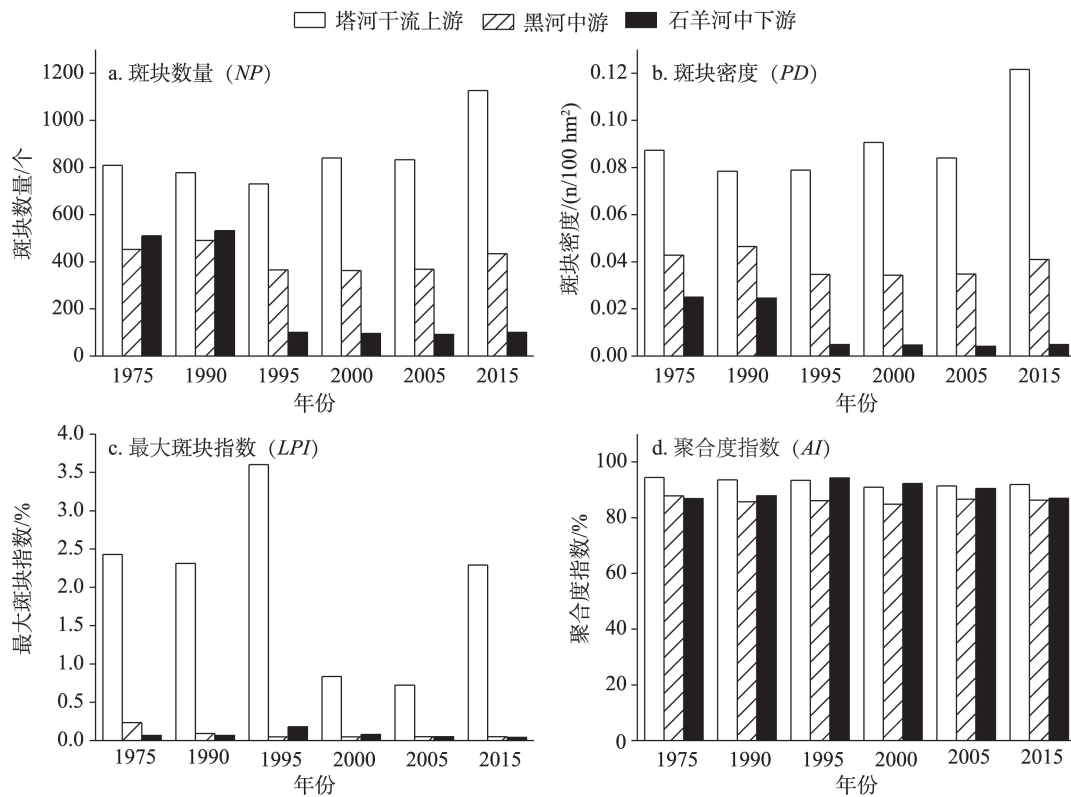 塔河干流上游 黑河中游 石羊河中下游
a. 斑块数量（NP）
斑块数量/个
1200
1000
800
600
400
200
0
1975 1990 1995 2000 2005 2015
年份
b. 斑块密度（PD）
斑块密度/(n/100 hm²)
0.12
0.10
0.08
0.06
0.04
0.02
0.00
1975 1990 1995 2000 2005 2015
年份
c. 最大斑块指数（LPI）
最大斑块指数/%
4.0
3.5
3.0
2.5
2.0
1.5
1.0
0.5
0.0
1975 1990 1995 2000 2005 2015
年份
d. 聚合度指数（AI）
聚合度指数/%
100
80
60
40
20
0
1975 1990 1995 2000 2005 2015
年份